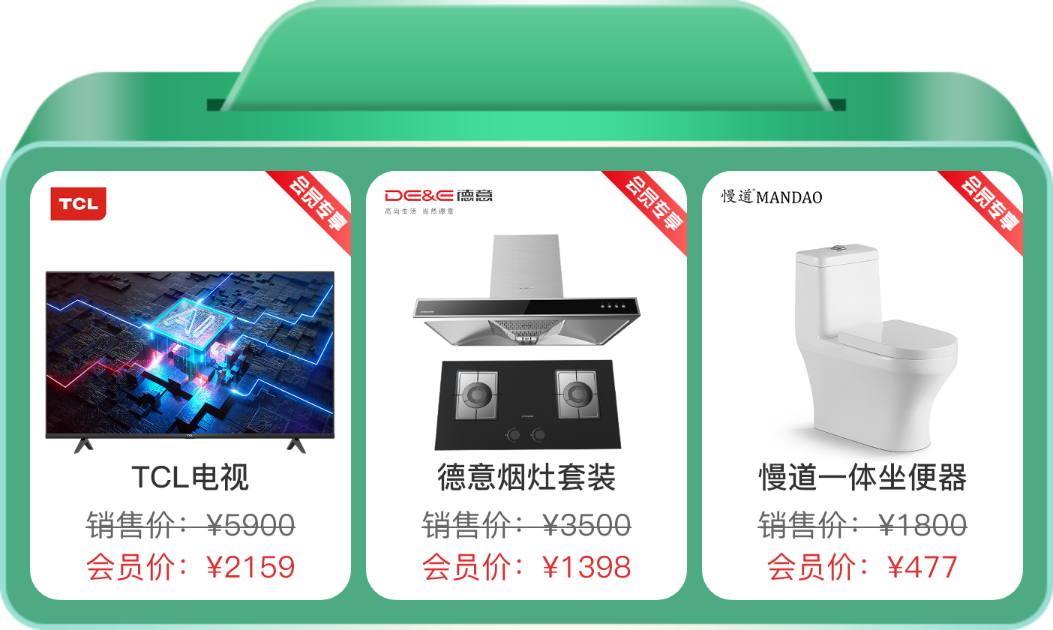 TCL
会员专享
AI
TCL电视
销售价：¥5900
会员价：¥2159
DE&E德意
高尚生活 当然德意
会员专享
德意烟灶套装
销售价：¥3500
会员价：¥1398
慢道®MANDAO
会员专享
慢道一体坐便器
销售价：¥1800
会员价：¥477